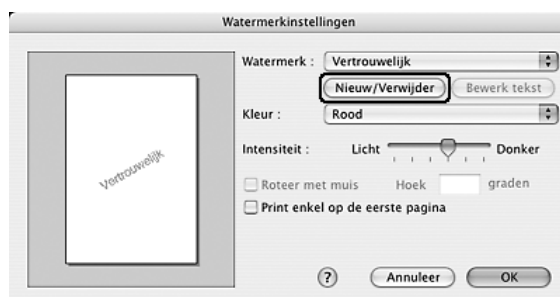 Watermerkinstellingen
Watermerk : Vertrouwelijk
Nieuw/Verwijder Bewerk tekst
Kleur : Rood
Intensiteit : Licht Donker
Vertrouwelijk
Roteer met muis Hoek graden
Print enkel op de eerste pagina
? Annuleer OK